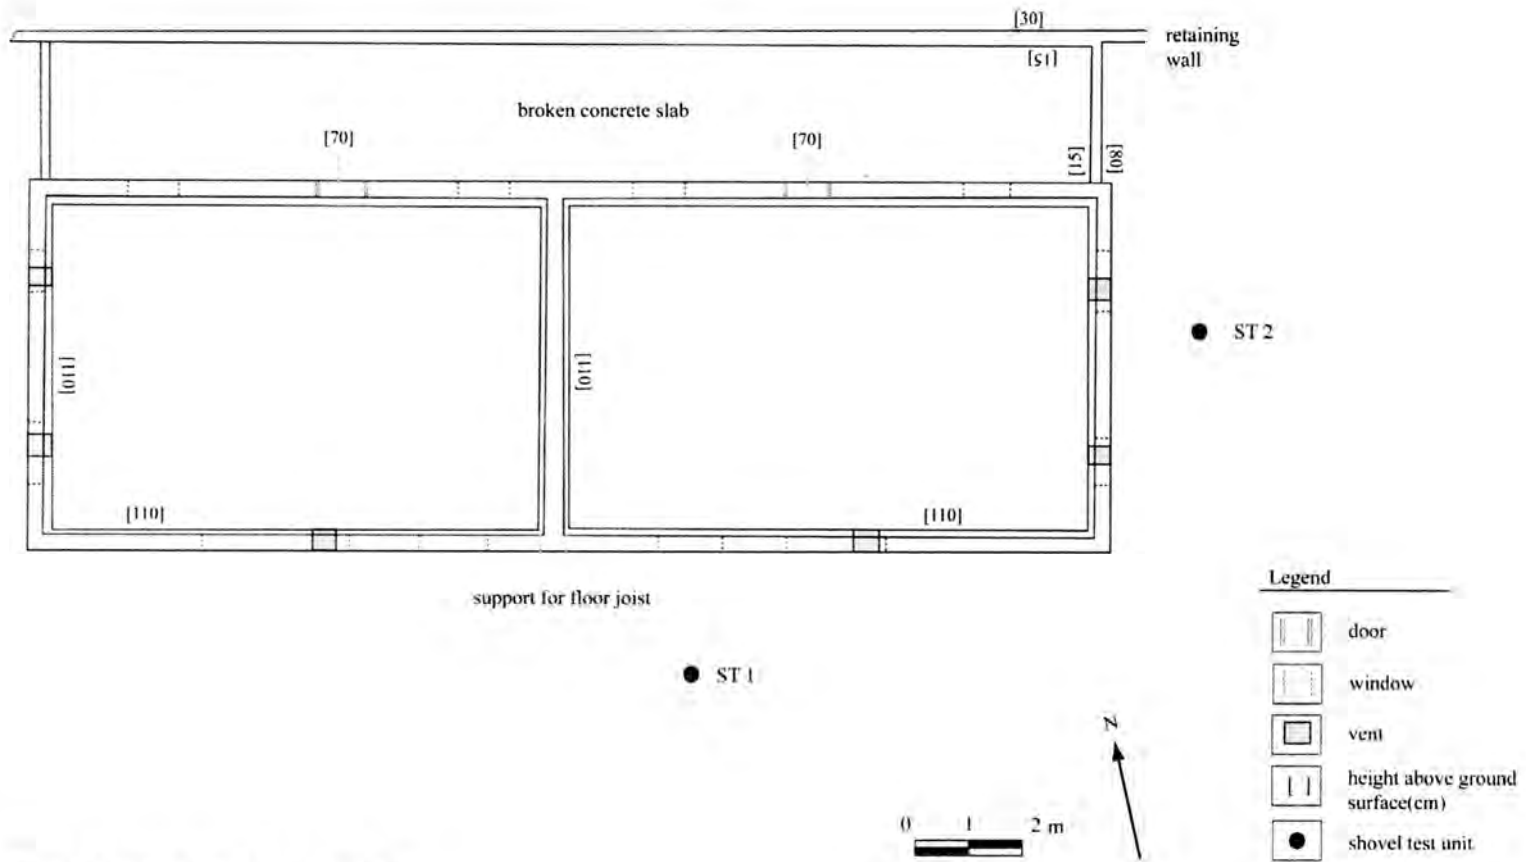 [30]
retaining
wall
[15]
broken concrete slab
[70]
[70]
[15]
[80]
ST 2
[110]
[110]
[110]
[110]
support for floor joist
ST 1
N
0 1 2 m
Legend
door
window
vent
height above ground
surface(cm)
shovel test unit